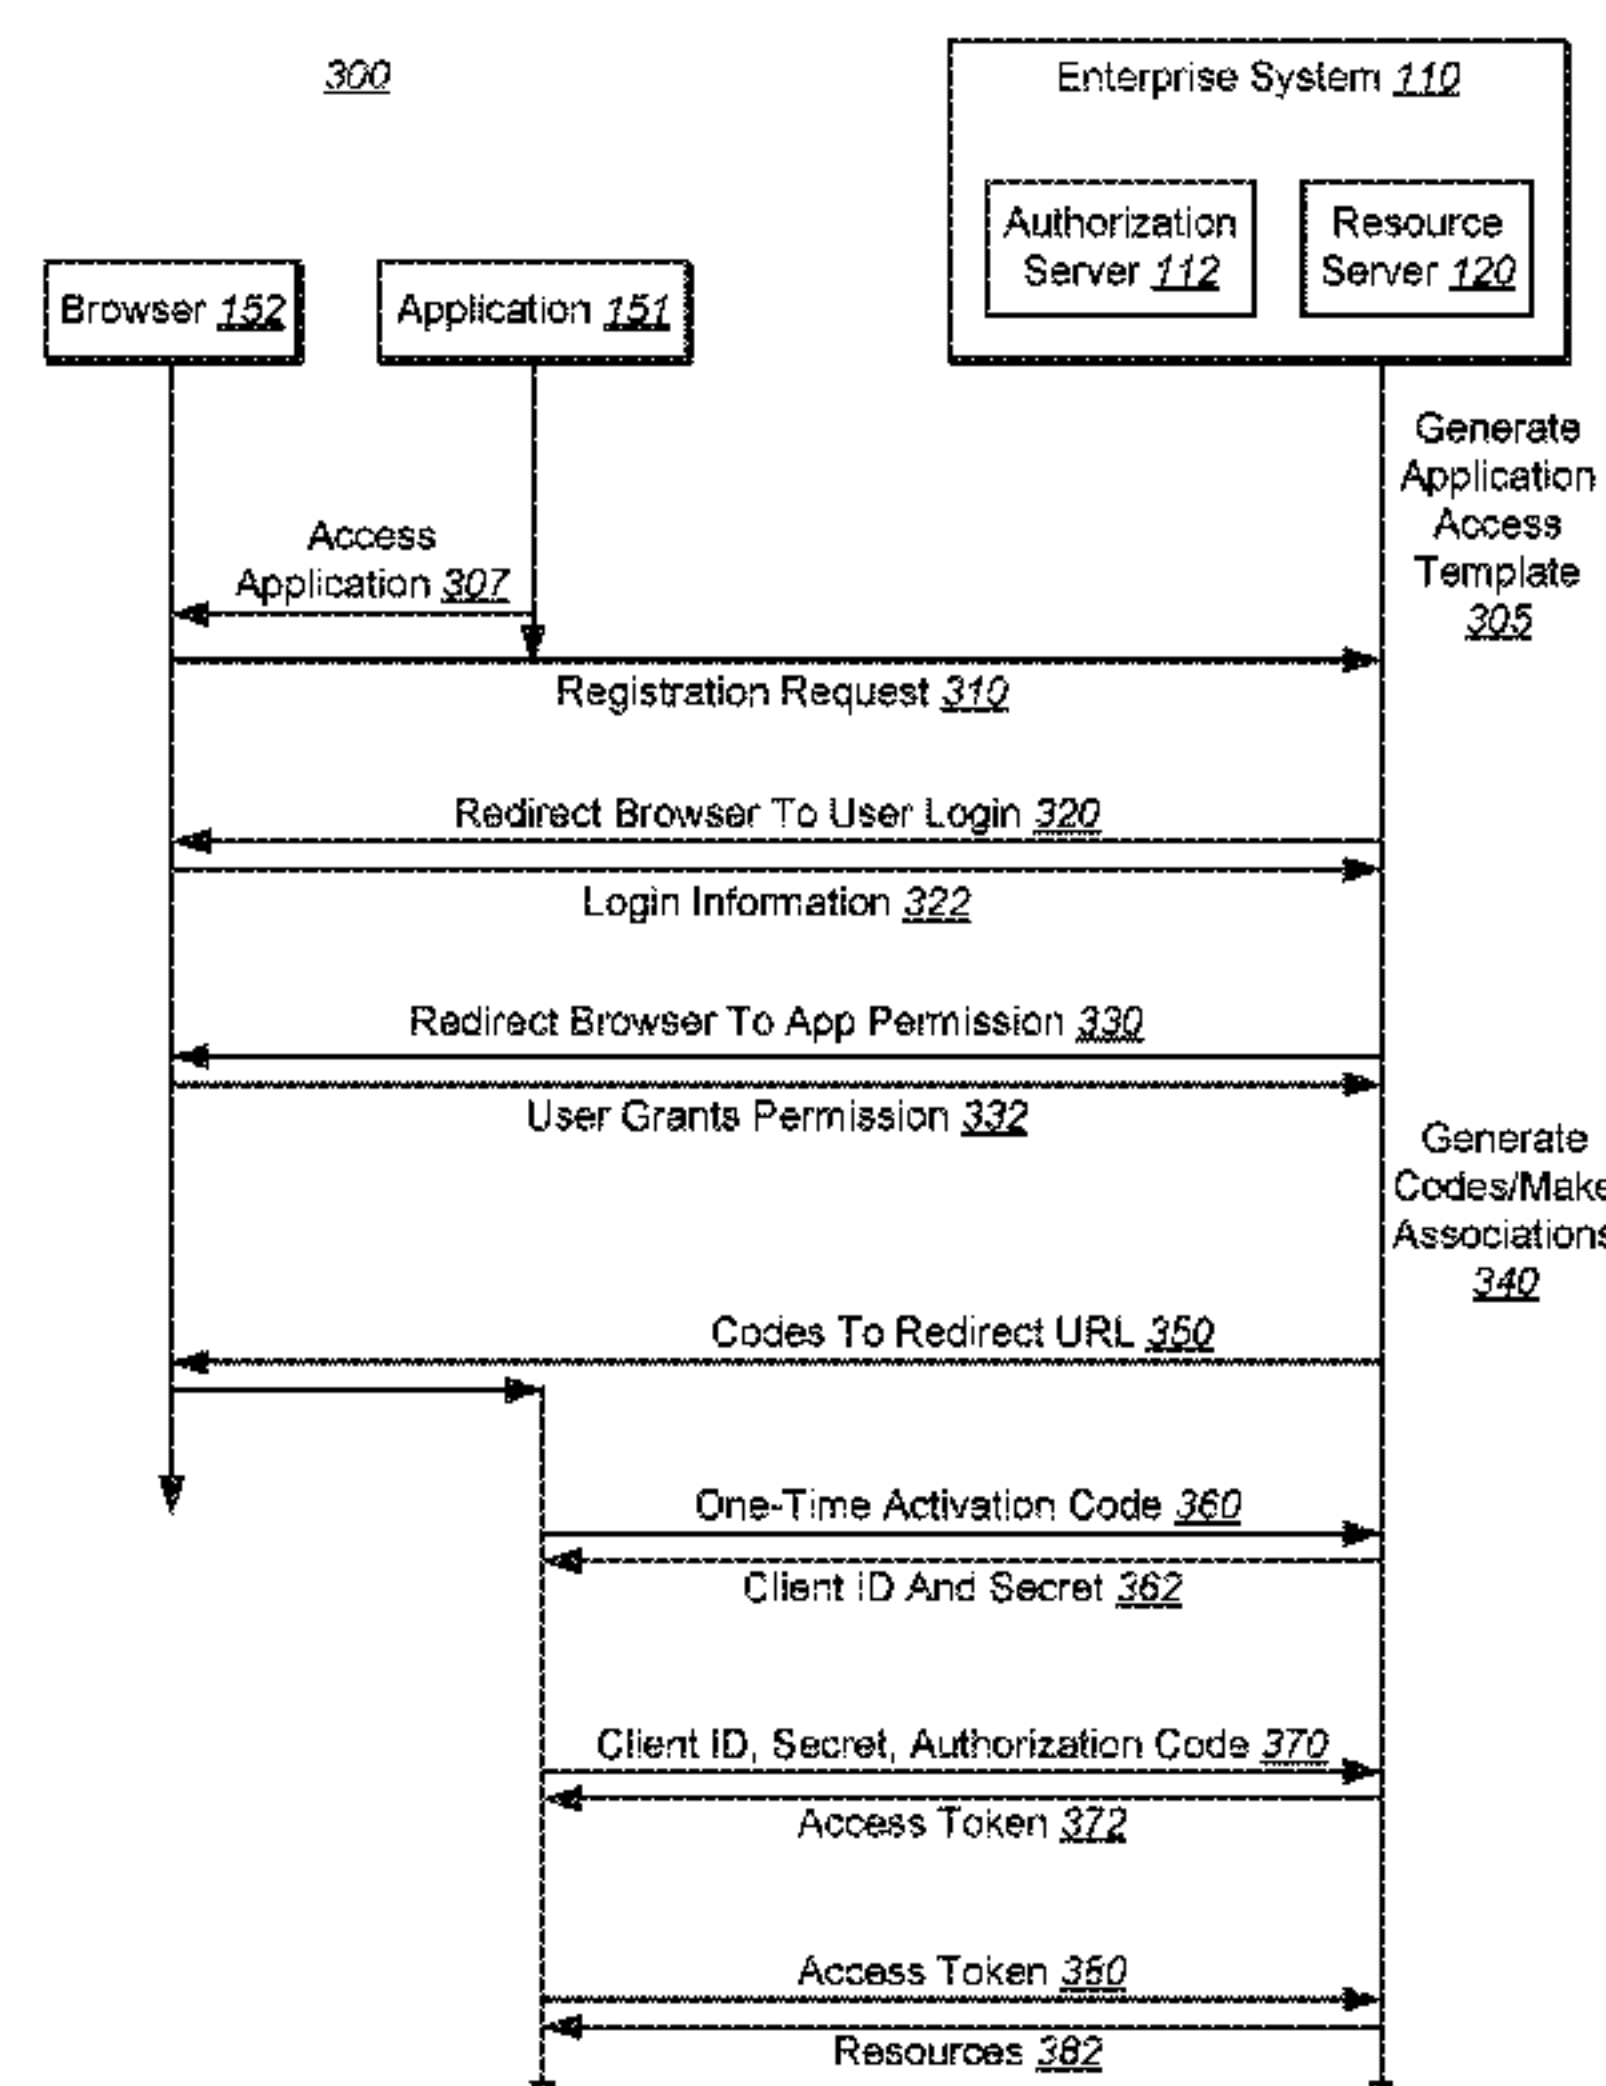 300
Enterprise System 110
Authorization
Server 112
Resource
Server 120
Browser 152
Application 151
Generate
Application
Access
Template
305
Access
Application 307
Registration Request 310
Redirect Browser To User Login 320
Login Information 322
Redirect Browser To App Permission 330
User Grants Permission 332
Generate
Codes/Make
Associations
340
Codes To Redirect URL 350
One-Time Activation Code 360
Client ID And Secret 362
Client ID, Secret, Authorization Code 370
Access Token 372
Access Token 380
Resources 382